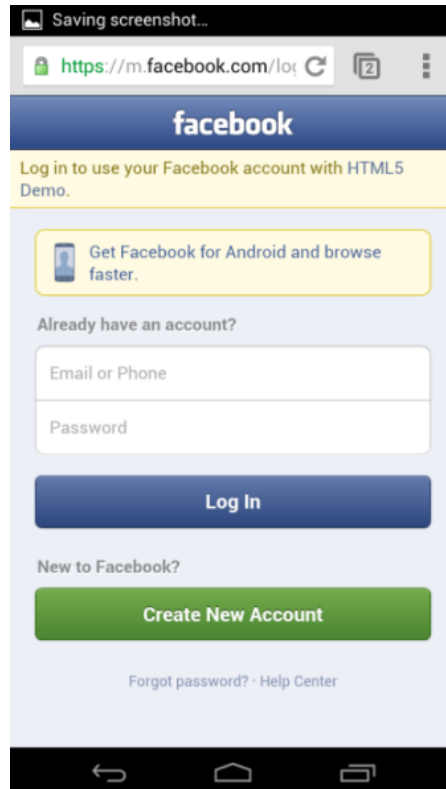 Saving screenshot...
https://m.facebook.com/log
2
facebook
Log in to use your Facebook account with HTML5
Demo.
Get Facebook for Android and browse
faster.
Already have an account?
Email or Phone
Password
Log In
New to Facebook?
Create New Account
Forgot password? · Help Center